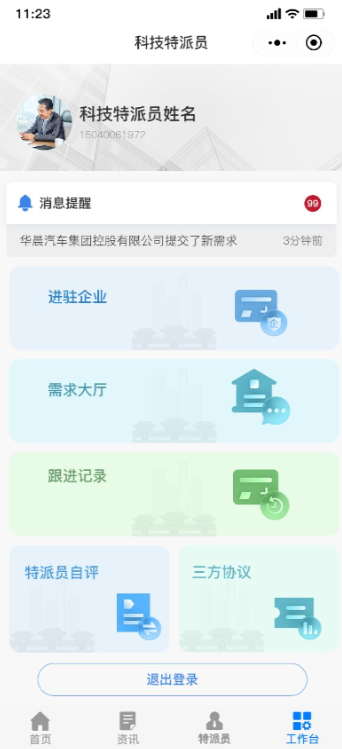 11:23
科技特派员
科技特派员姓名
15040061972
消息提醒
99
华晨汽车集团控股有限公司提交了新需求
3分钟前
进驻企业
需求大厅
跟进记录
特派员自评
三方协议
退出登录
首页
资讯
特派员
工作台